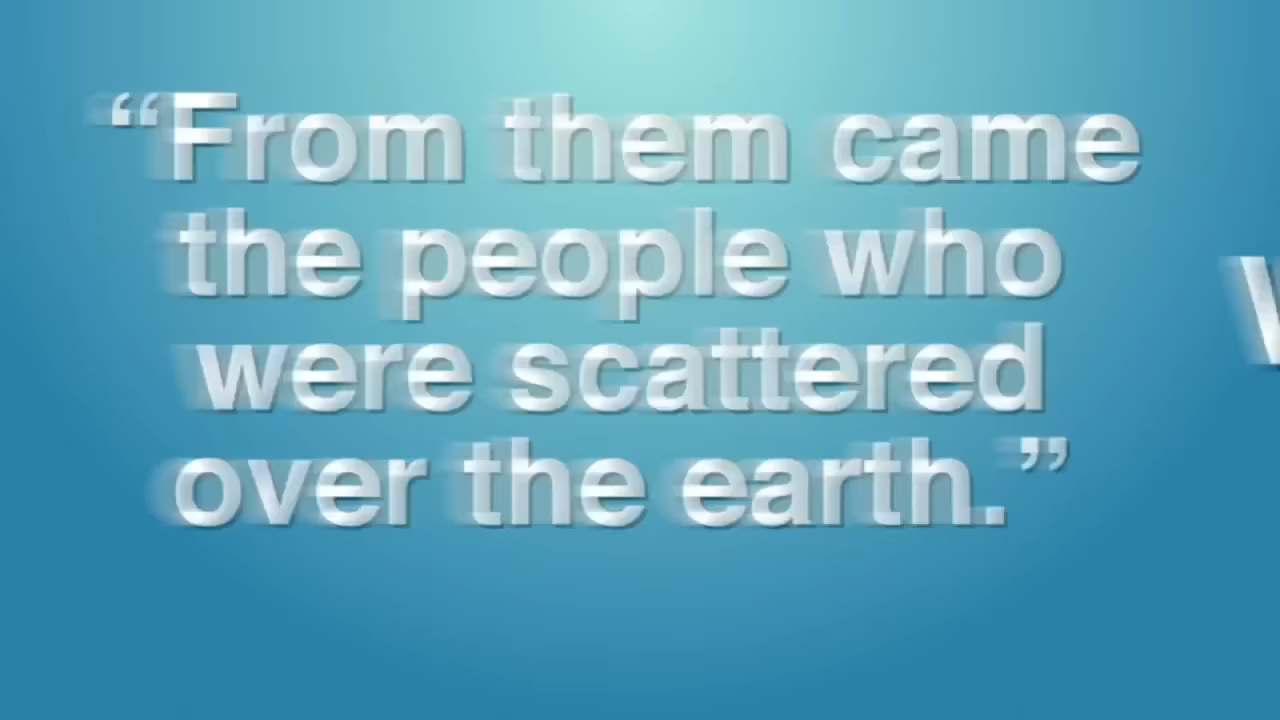 “From them came
the people who
were scattered
over the earth.”